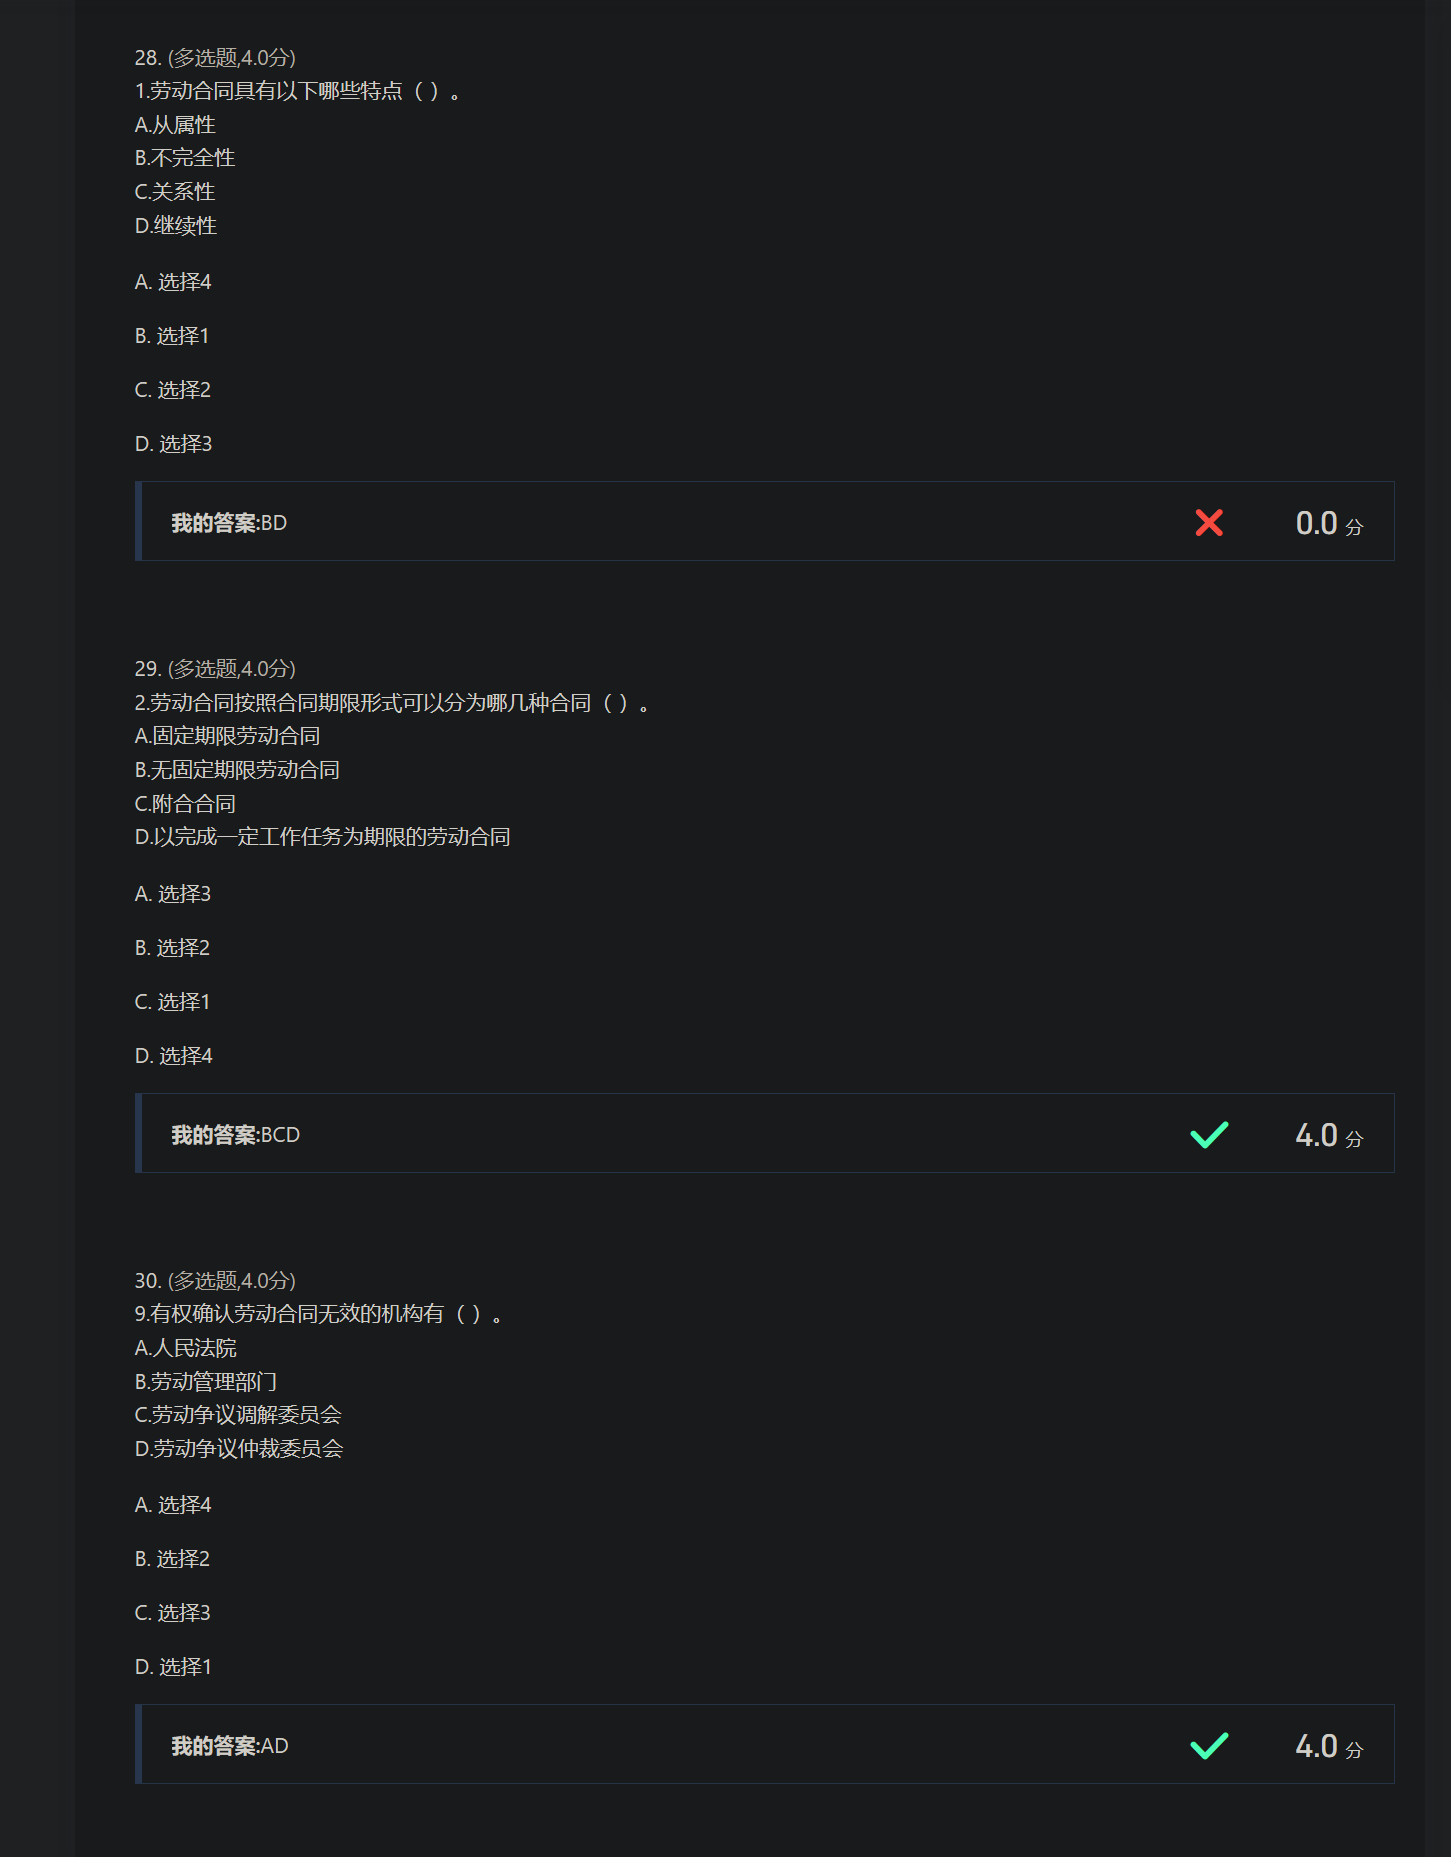 28. (多选题,4.0分)
1.劳动合同具有以下哪些特点（ ）。
A.从属性
B.不完全性
C.关系性
D.继续性
A. 选择4
B. 选择1
C. 选择2
D. 选择3
我的答案:BD
0.0 分
29. (多选题,4.0分)
2.劳动合同按照合同期限形式可以分为哪几种合同（ ）。
A.固定期限劳动合同
B.无固定期限劳动合同
C.附合合同
D.以完成一定工作任务为期限的劳动合同
A. 选择3
B. 选择2
C. 选择1
D. 选择4
我的答案:BCD
4.0 分
30. (多选题,4.0分)
9.有权确认劳动合同无效的机构有（ ）。
A.人民法院
B.劳动管理部门
C.劳动争议调解委员会
D.劳动争议仲裁委员会
A. 选择4
B. 选择2
C. 选择3
D. 选择1
我的答案:AD
4.0 分